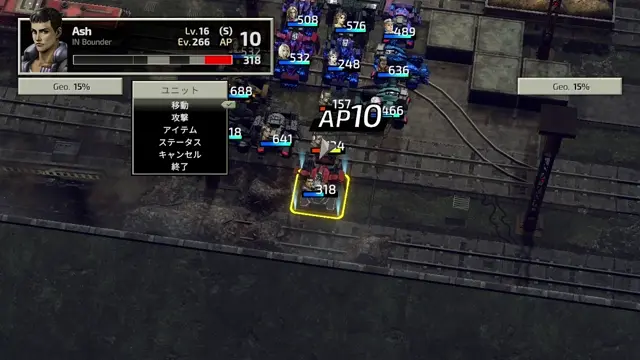 Ash
Lv.16 (S)
IN Bounder
Ev.266 AP 10
318
Geo. 15%
Geo. 15%
ユニット
移動
攻撃
アイテム
ステータス
キャンセル
終了
508
576
489
532
248
636
688
157
466
AP10
18
641
24
318